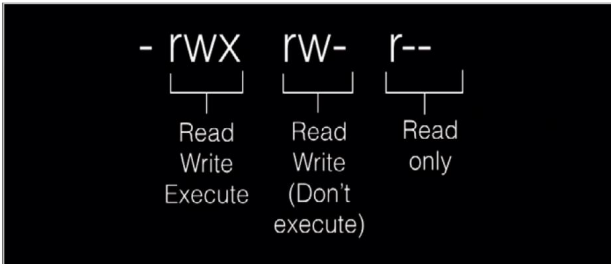 - rwx rw- r--
Read Read Read
Write Write only
Execute (Don't
execute)